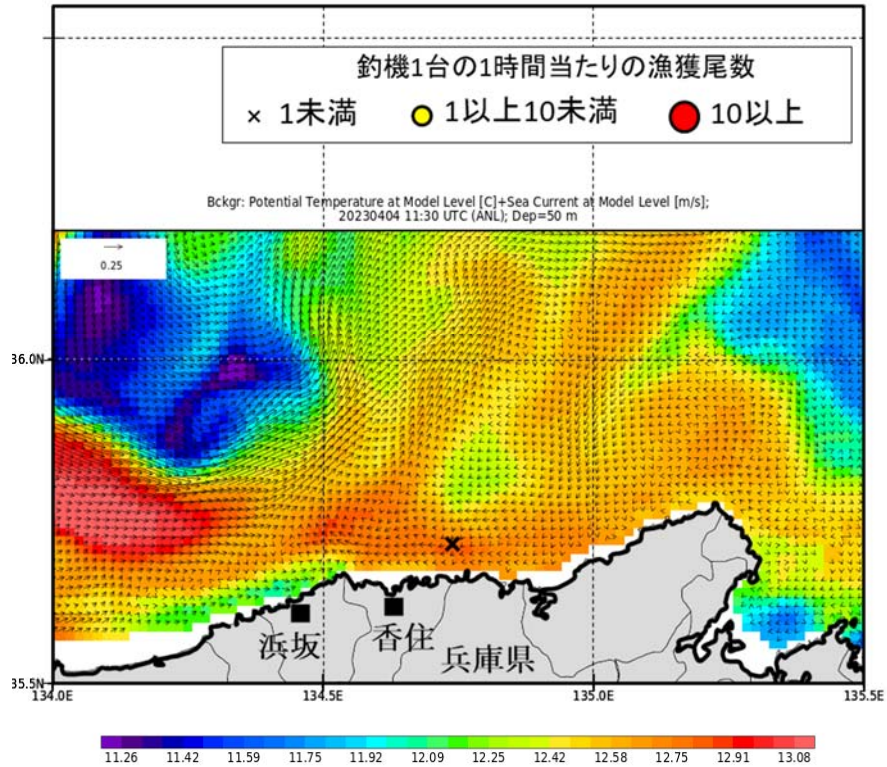 釣機1台の1時間当たりの漁獲尾数
× 1未満 1以上10未満 10以上
Bckgr: Potential Temperature at Model Level [C]+Sea Current at Model Level [m/s];
20230404 11:30 UTC (ANL); Dep=50 m
0.25
36.0N
浜坂
香住
兵庫県
35.5N
134.0E 134.5E 135.0E 135.5E
11.26 11.42 11.59 11.75 11.92 12.09 12.25 12.42 12.58 12.75 12.91 13.08